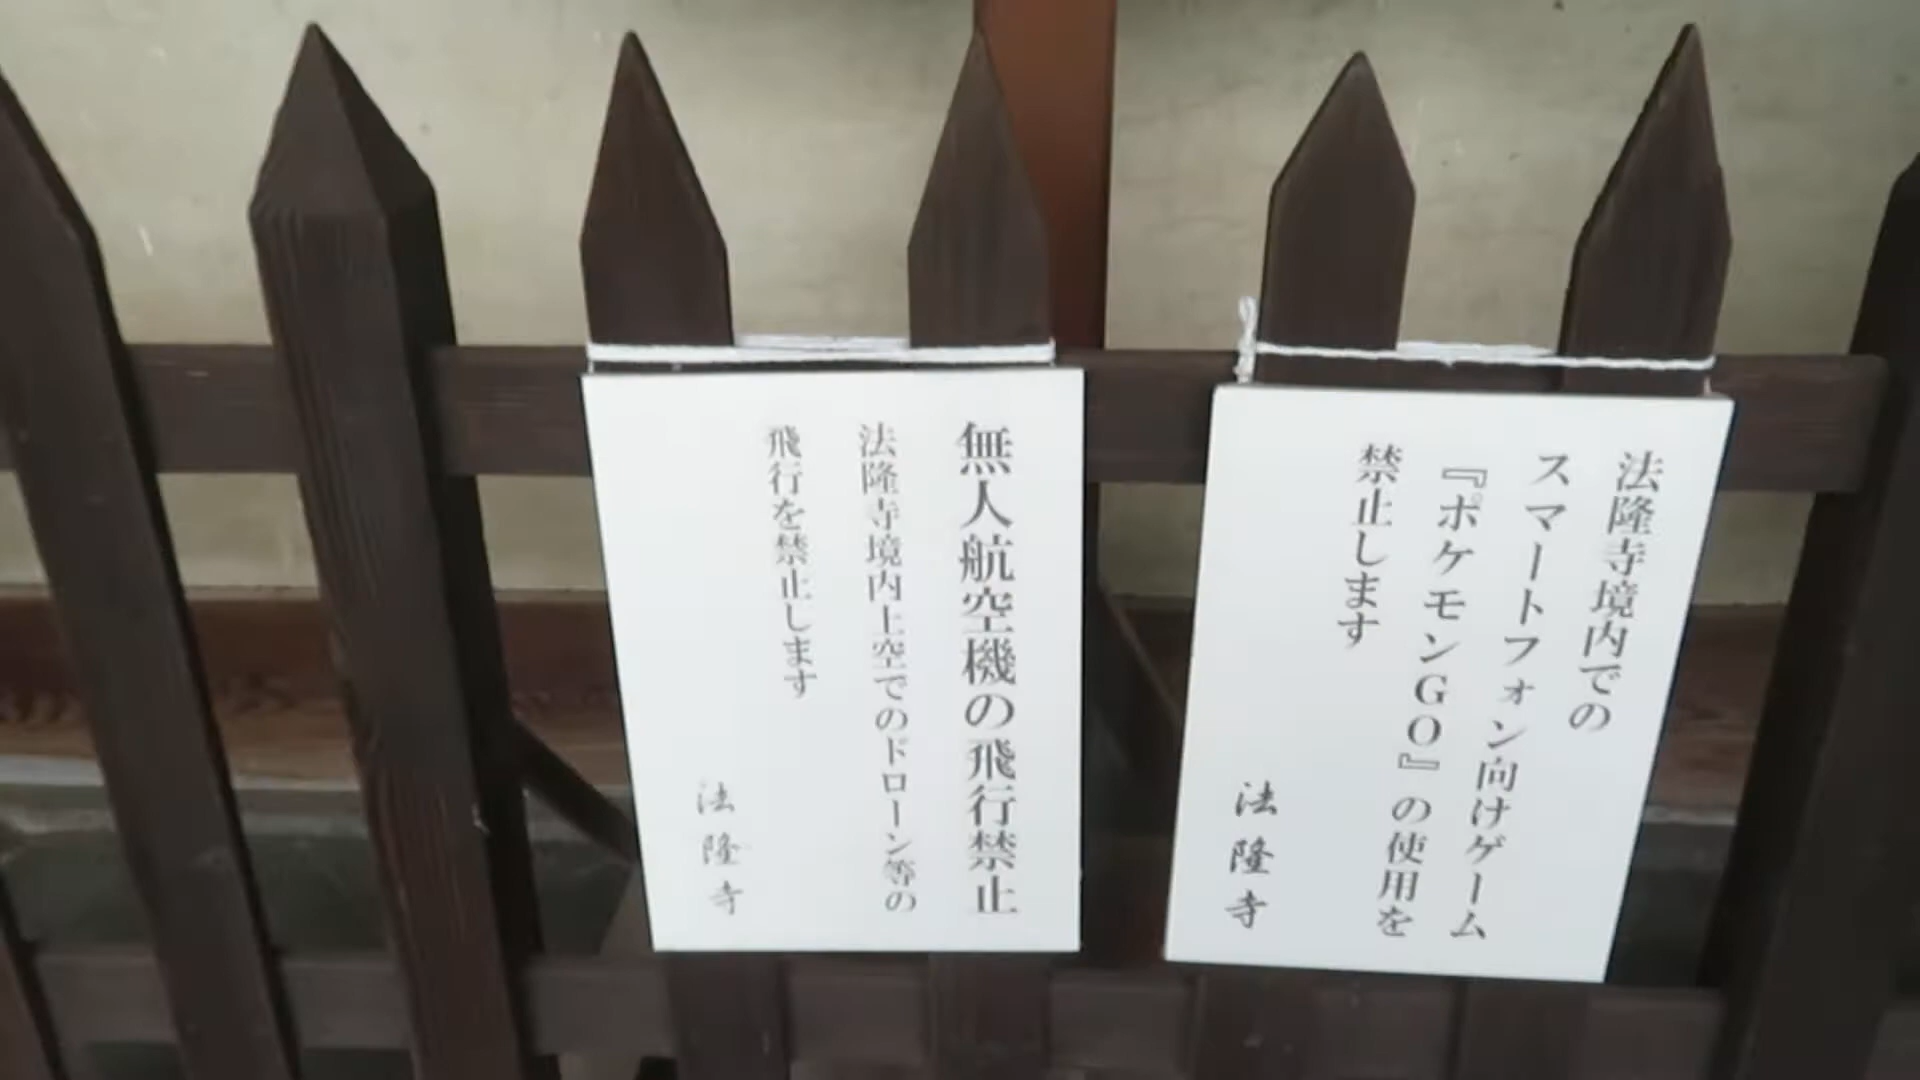 無人航空機の飛行禁止
法隆寺境内上空でのドローン等の
飛行を禁止します
法隆寺
法隆寺境内での
スマートフォン向けゲーム
『ポケモンGO』の使用を
禁止します
法隆寺